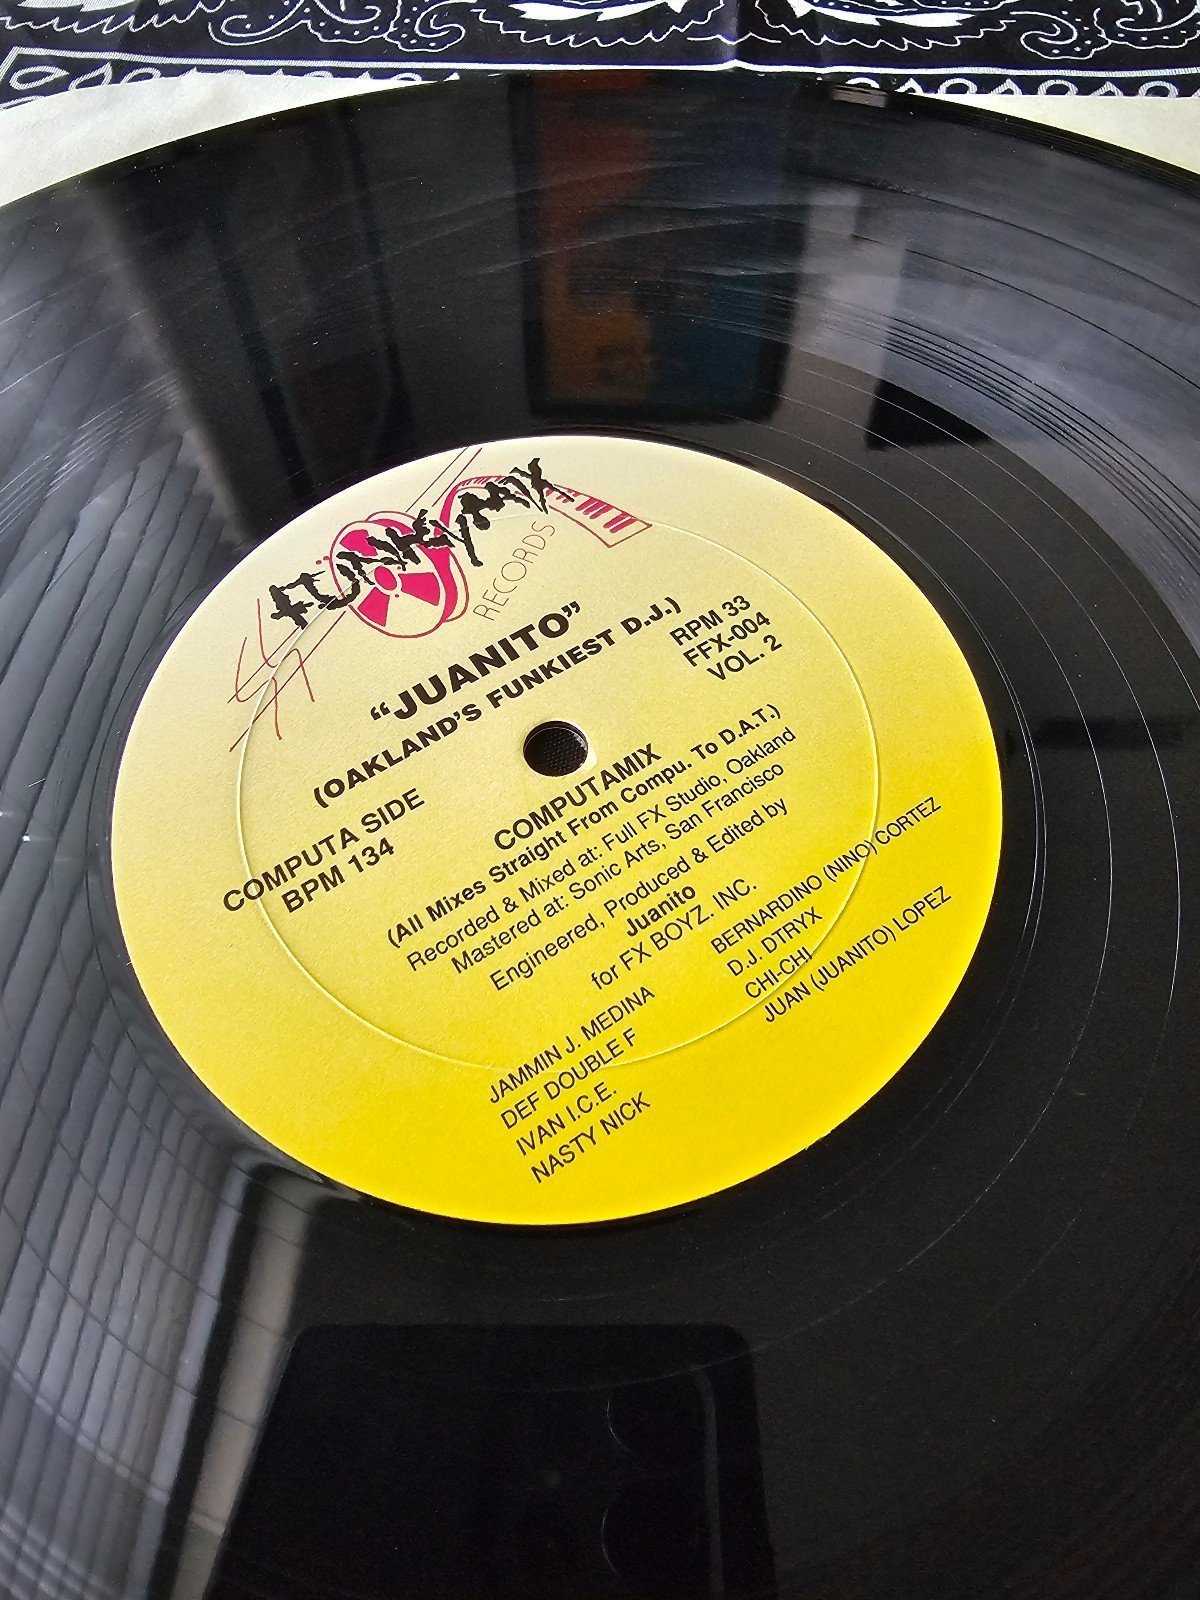 FUNKYMIX
RECORDS
"JUANITO"
(OAKLAND'S FUNKIEST D.J.)
RPM 33
FFX-004
VOL. 2
COMPUTA SIDE
BPM 134
COMPUTAMIX
(All Mixes Straight From Compu. To D.A.T.)
Recorded & Mixed at: Full FX Studio, Oakland
Mastered at: Sonic Arts, San Francisco
Engineered, Produced & Edited by
Juanito
for FX BOYZ. INC.
JAMMIN J. MEDINA
DEF DOUBLE F
IVAN I.C.E.
NASTY NICK
BERNARDINO (NINO) CORTEZ
D.J. DTRYX
CHI-CHI
JUAN (JUANITO) LOPEZ